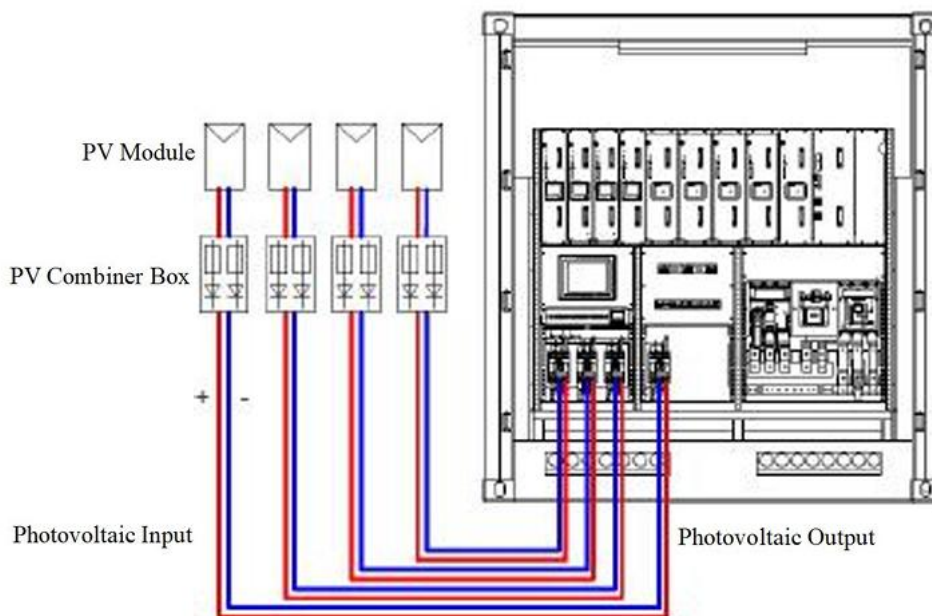 PV Module
PV Combiner Box
+ -
Photovoltaic Input
Photovoltaic Output